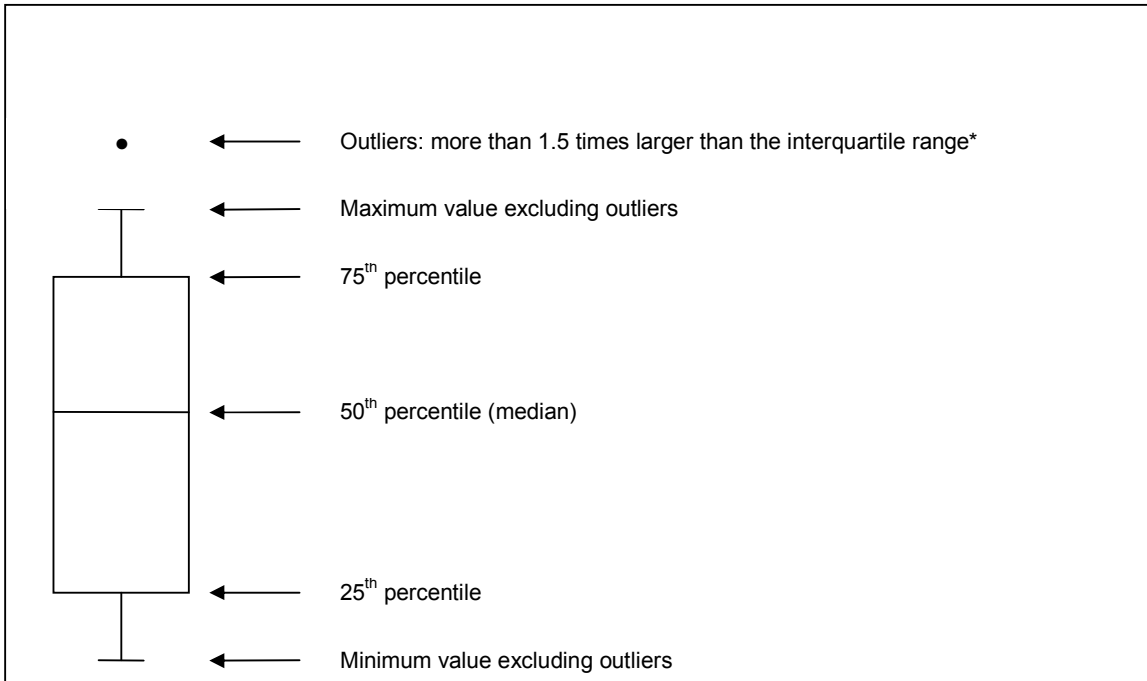 Outliers: more than 1.5 times larger than the interquartile range*
Maximum value excluding outliers
75th percentile
50th percentile (median)
25th percentile
Minimum value excluding outliers